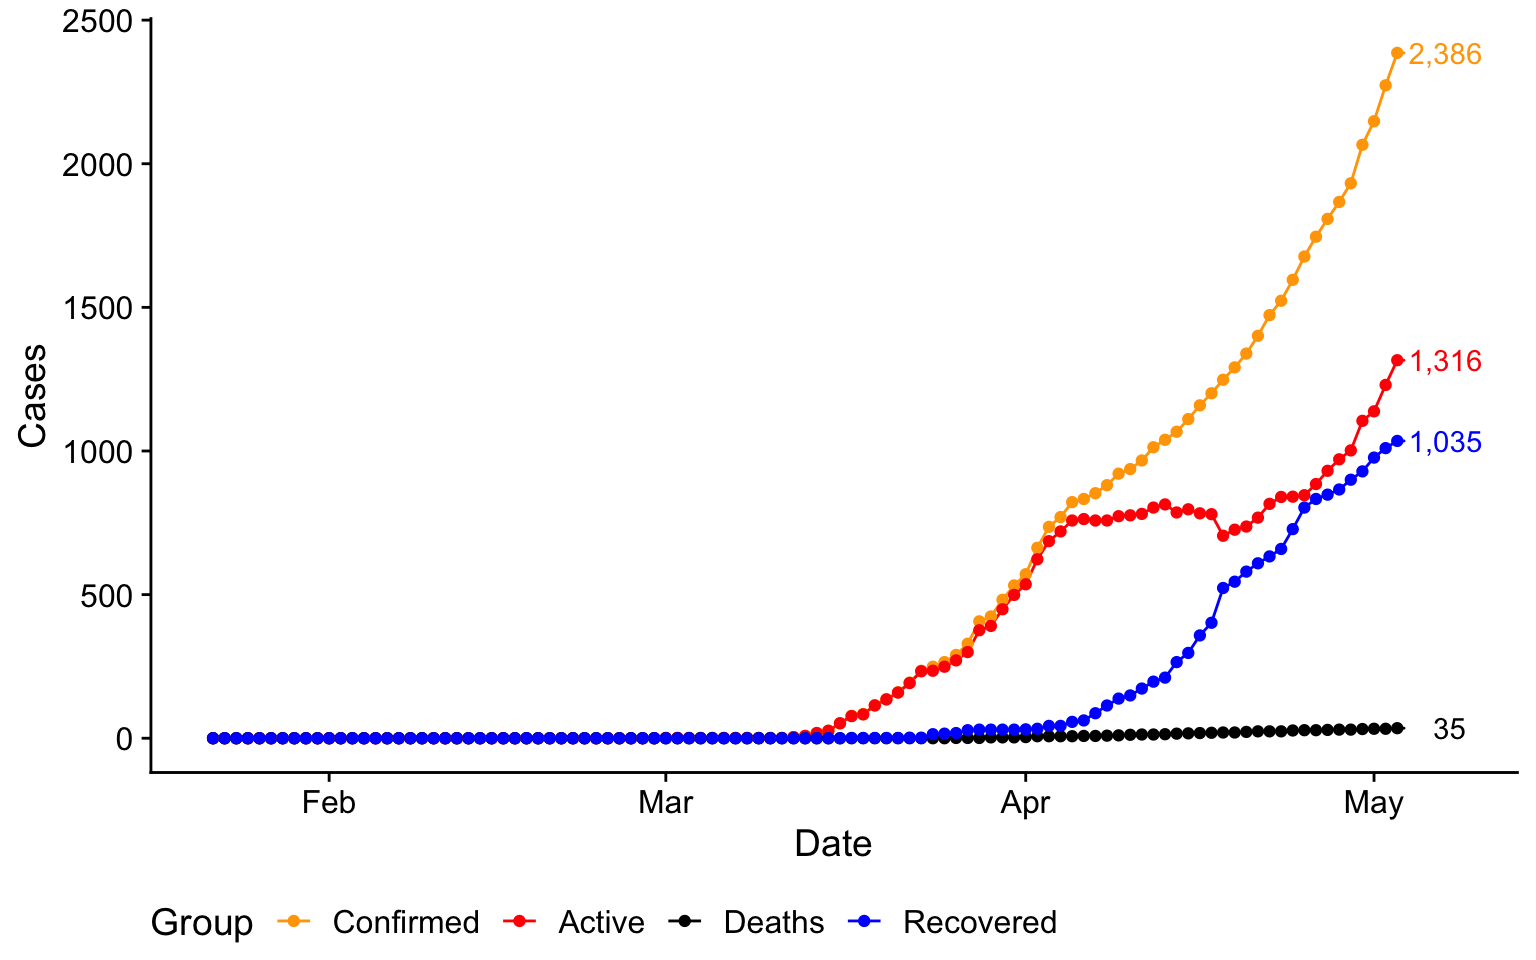 2500
2,386
2000
1500
1,316
1000
1,035
500
35
0
Cases
Feb Mar Apr May
Date
Group Confirmed Active Deaths Recovered